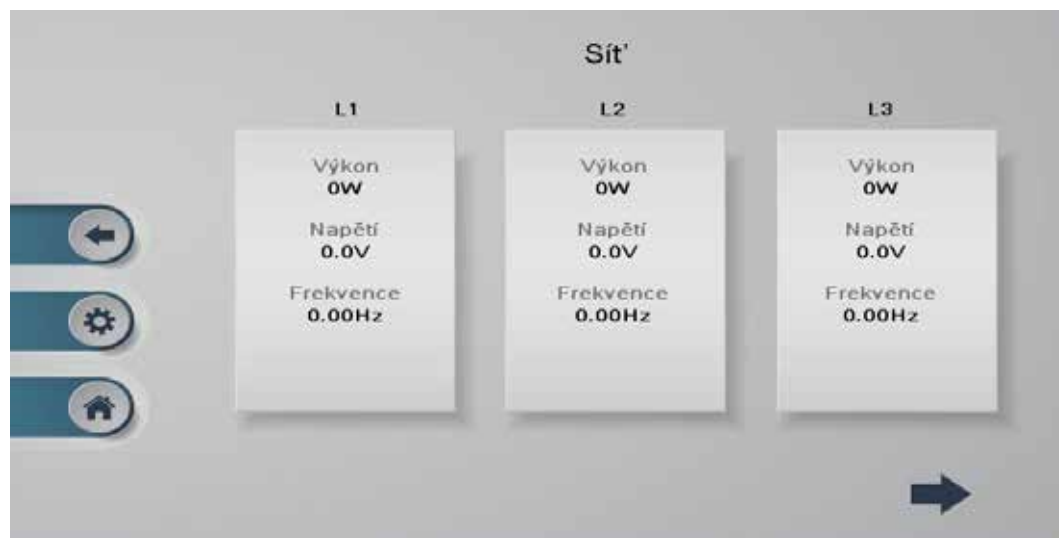 Síť
L1
Výkon
0W
Napětí
0.0V
Frekvence
0.00Hz
L2
Výkon
0W
Napětí
0.0V
Frekvence
0.00Hz
L3
Výkon
0W
Napětí
0.0V
Frekvence
0.00Hz